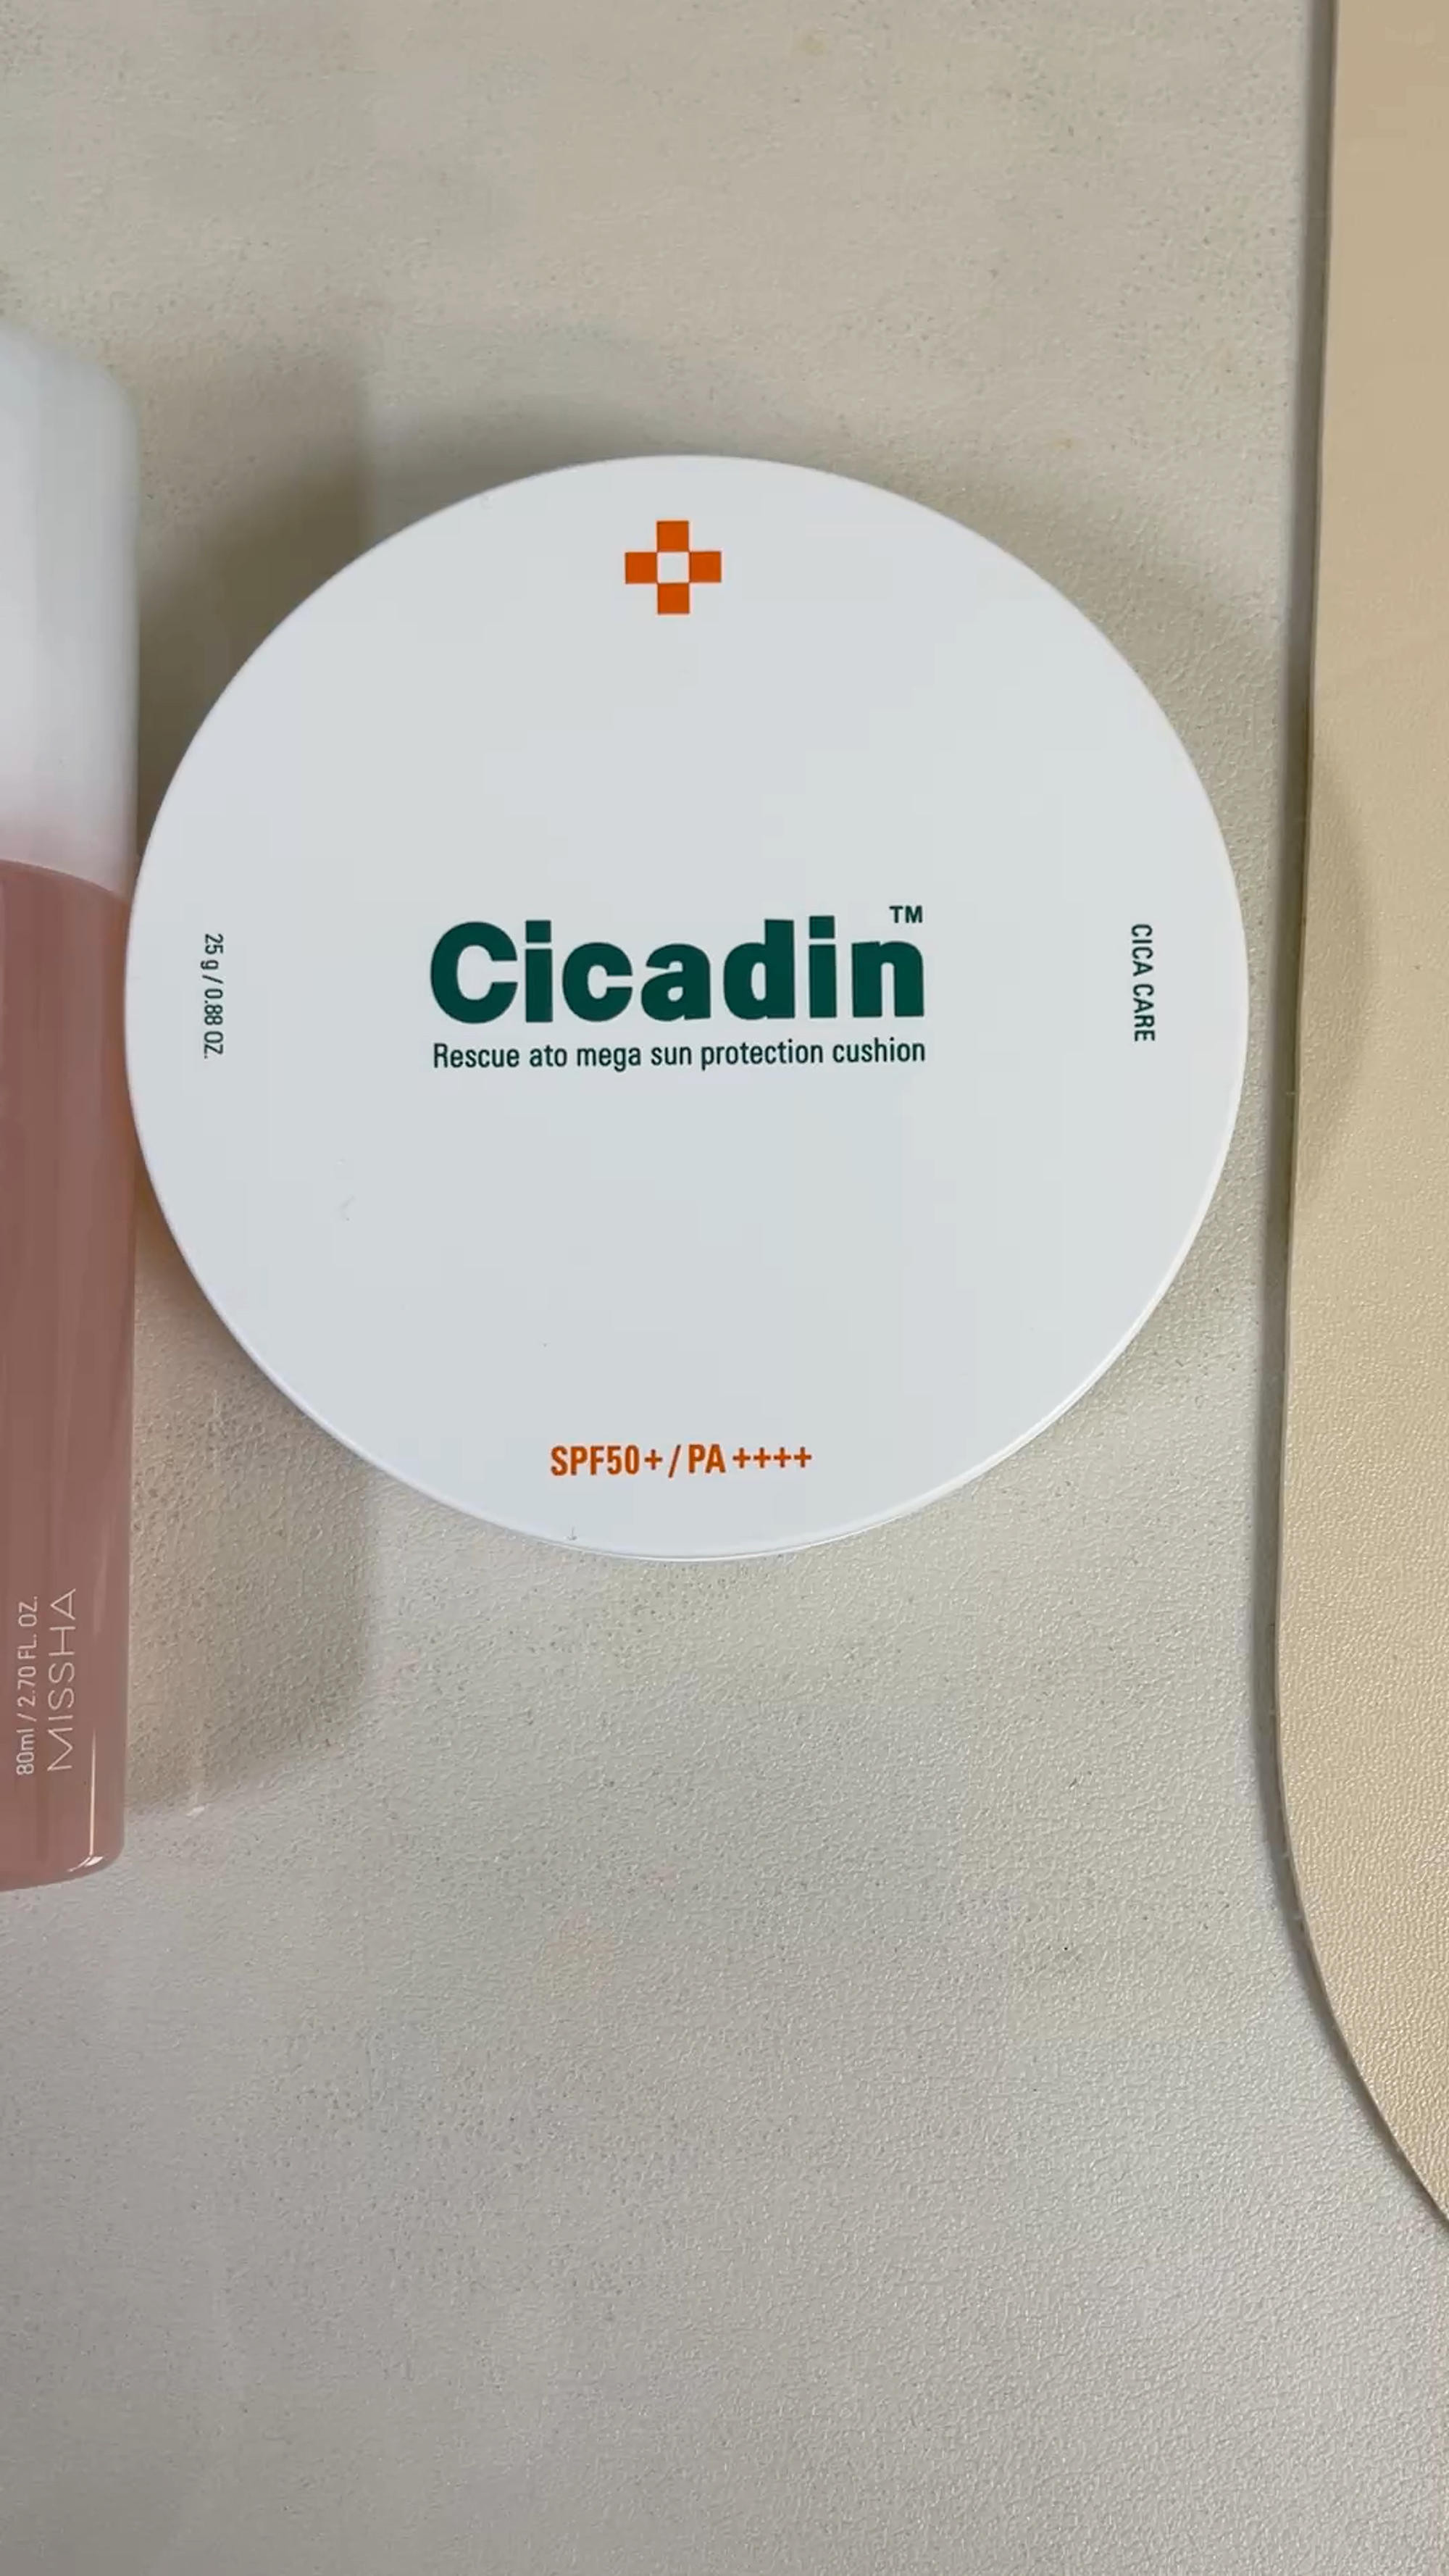 Cicadin™
Rescue ato mega sun protection cushion
25 g / 0.88 OZ.
CICA CARE
SPF50+ / PA ++++
80ml / 2.70 FL. OZ.
MISSHA